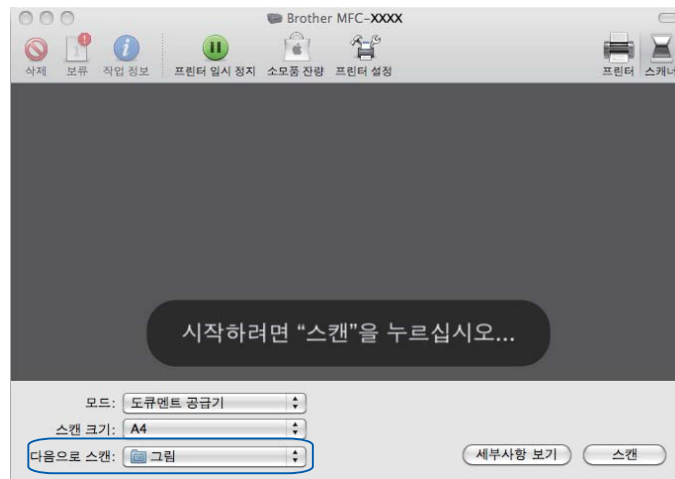 Brother MFC-XXXX
삭제 보류 작업 정보 프린터 일시 정지 소모품 잔량 프린터 설정 프린터 스캐너
시작하려면 “스캔”을 누르십시오...
모드: 도큐멘트 공급기
스캔 크기: A4
다음으로 스캔: 그림 세부사항 보기 스캔